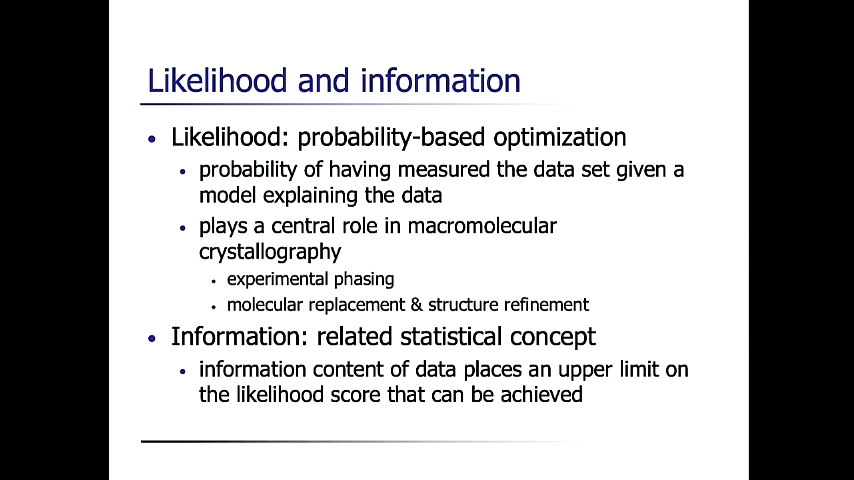 Likelihood and information
• Likelihood: probability-based optimization
• probability of having measured the data set given a
model explaining the data
• plays a central role in macromolecular
crystallography
• experimental phasing
• molecular replacement & structure refinement
• Information: related statistical concept
• information content of data places an upper limit on
the likelihood score that can be achieved